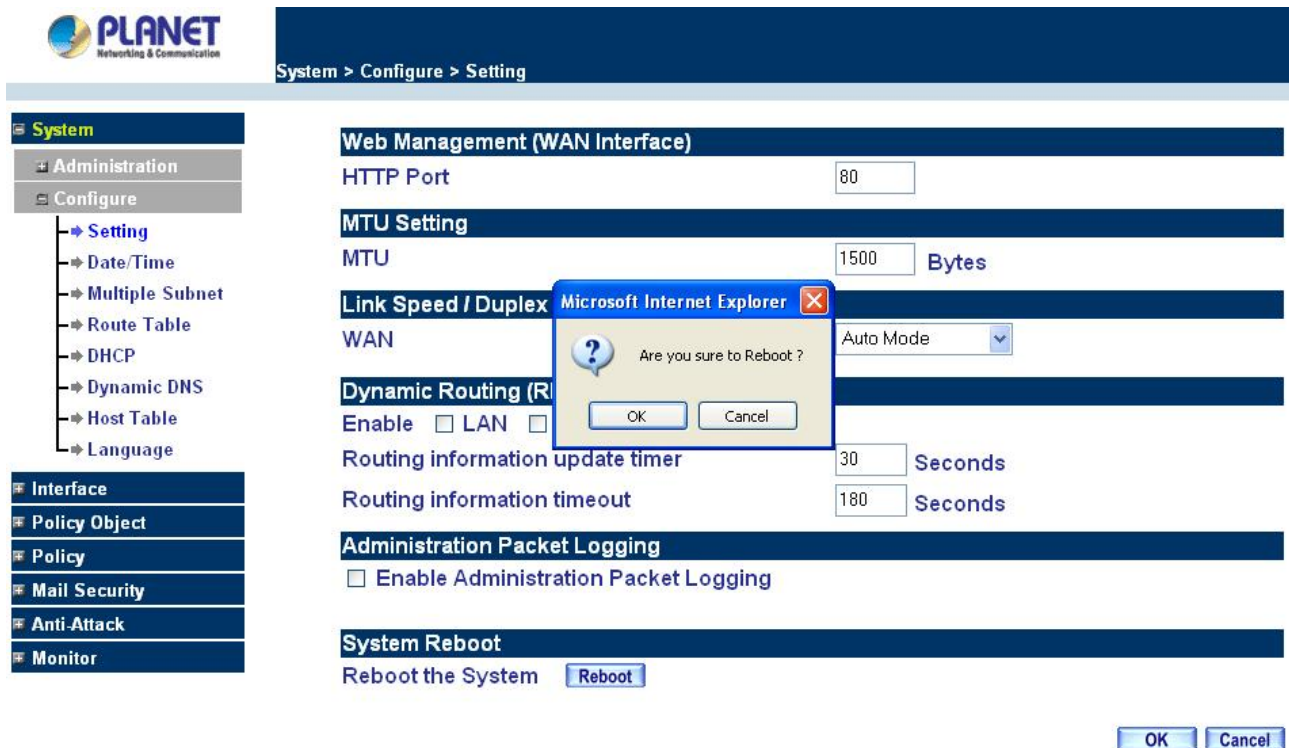 PLANET
Networking & Communication
System > Configure > Setting
System
Administration
Configure
Setting
Date/Time
Multiple Subnet
Route Table
DHCP
Dynamic DNS
Host Table
Language
Interface
Policy Object
Policy
Mail Security
Anti-Attack
Monitor
Web Management (WAN Interface)
HTTP Port 80
MTU Setting
MTU 1500 Bytes
Link Speed / Duplex
WAN Auto Mode
Dynamic Routing (RI
Enable LAN
Routing information update timer 30 Seconds
Routing information timeout 180 Seconds
Administration Packet Logging
Enable Administration Packet Logging
System Reboot
Reboot the System Reboot
OK Cancel
Microsoft Internet Explorer
Are you sure to Reboot ?
OK Cancel